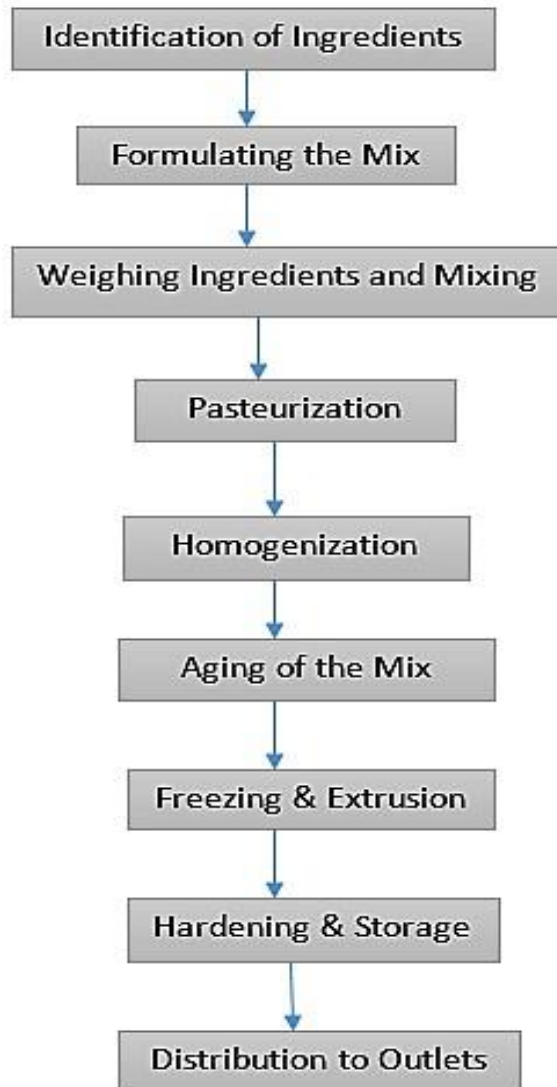 Identification of Ingredients
Formulating the Mix
Weighing Ingredients and Mixing
Pasteurization
Homogenization
Aging of the Mix
Freezing & Extrusion
Hardening & Storage
Distribution to Outlets